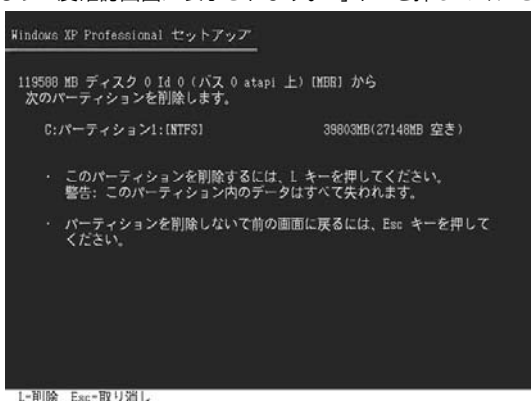 Windows XP Professional セットアップ
119588 MB ディスク 0 Id 0 (バス 0 atapi 上) [MBR] から
次のパーティションを削除します。
C:パーティション1:[NTFS] 39803MB(27148MB 空き)
・ このパーティションを削除するには、L キーを押してください。
警告: このパーティション内のデータはすべて失われます。
・ パーティションを削除しないで前の画面に戻るには、Esc キーを押して
ください。
L=削除 Esc=取り消し